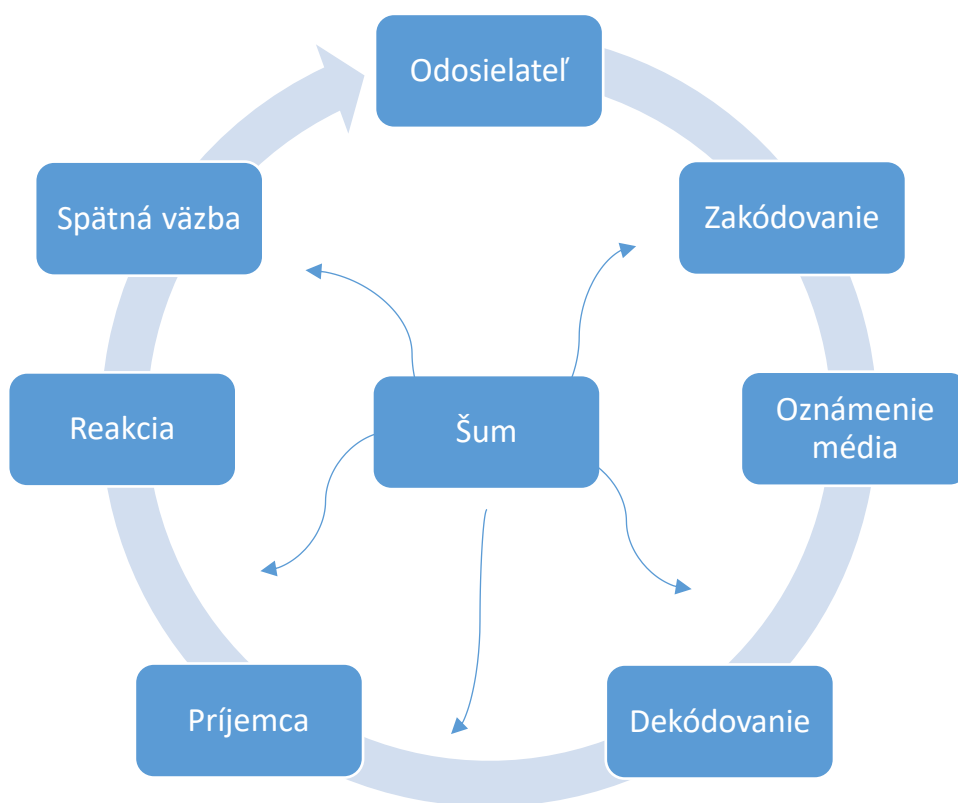 Odosielateľ
Zakódovanie
Oznámenie
média
Dekódovanie
Príjemca
Reakcia
Spätná väzba
Šum